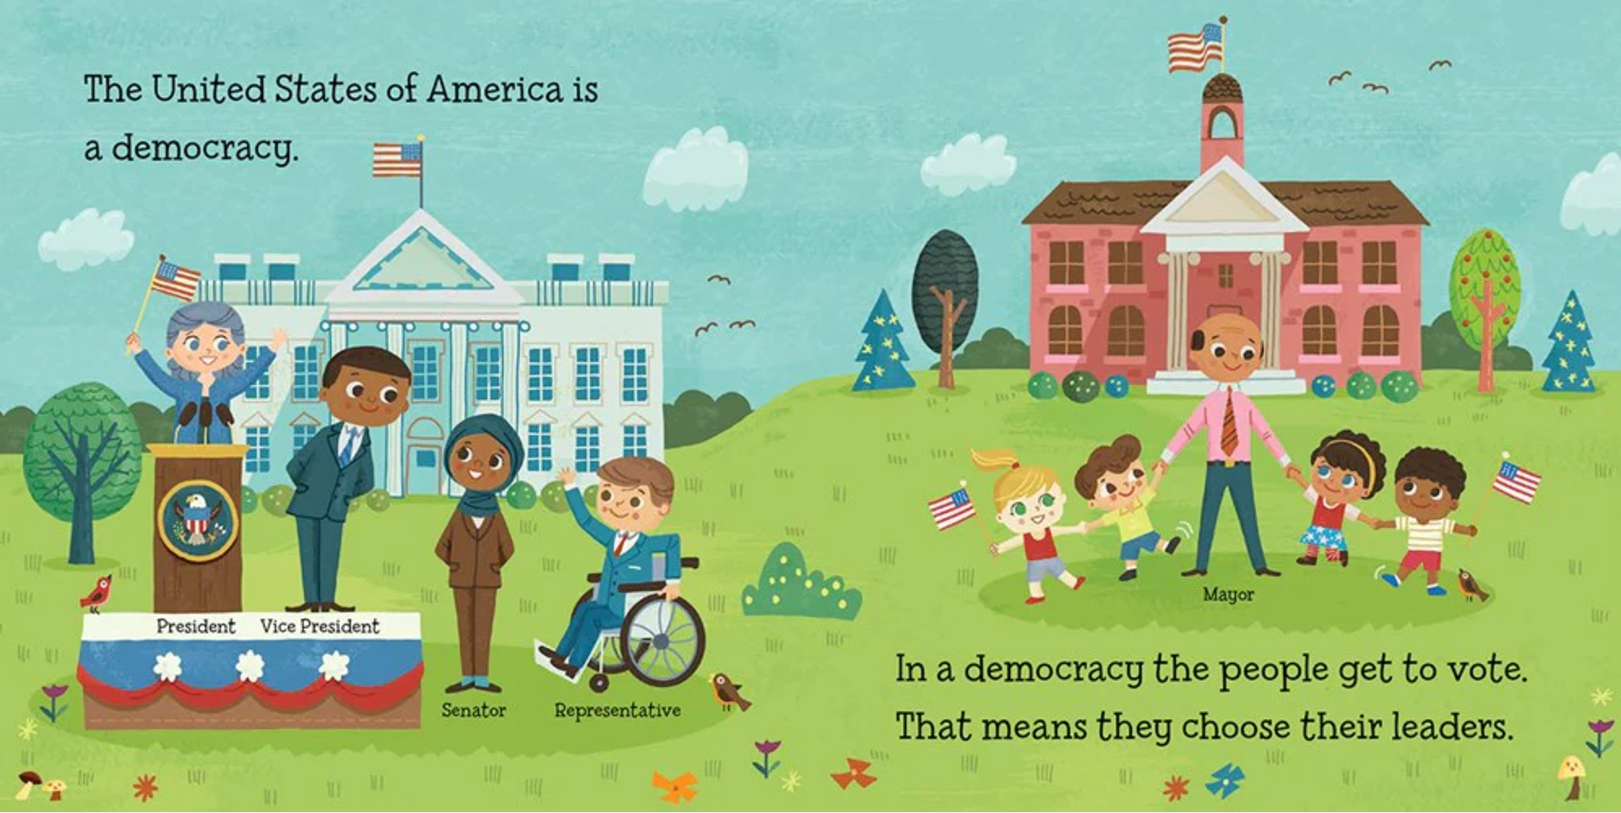 The United States of America is
a democracy.
President
Vice President
Senator
Representative
Mayor
In a democracy the people get to vote.
That means they choose their leaders.